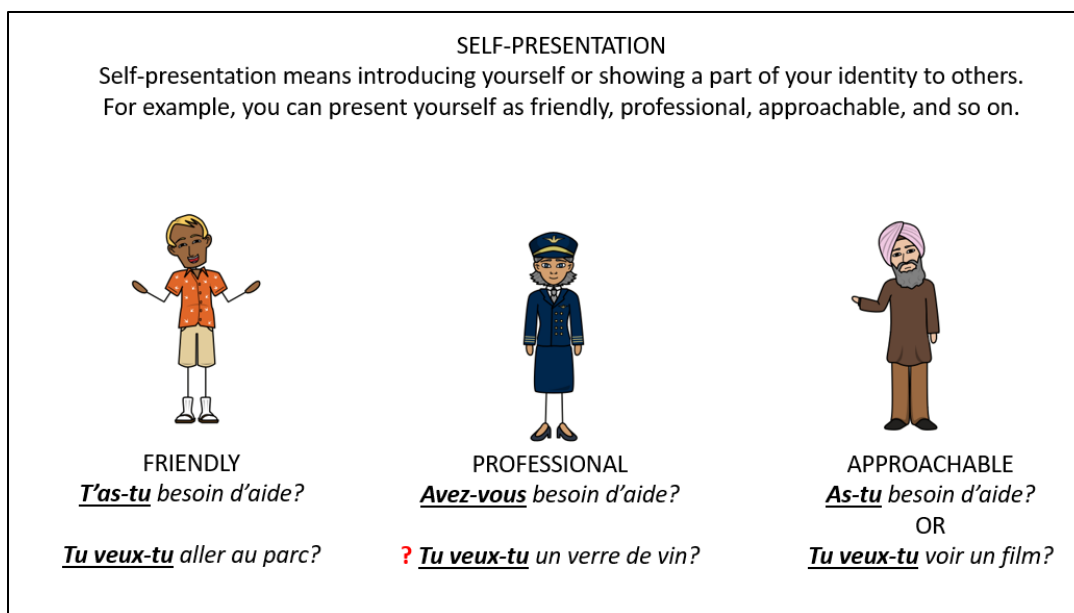 SELF-PRESENTATION
Self-presentation means introducing yourself or showing a part of your identity to others.
For example, you can present yourself as friendly, professional, approachable, and so on.
FRIENDLY
T'as-tu besoin d'aide?
Tu veux-tu aller au parc?
PROFESSIONAL
Avez-vous besoin d'aide?
? Tu veux-tu un verre de vin?
APPROACHABLE
As-tu besoin d'aide?
OR
Tu veux-tu voir un film?